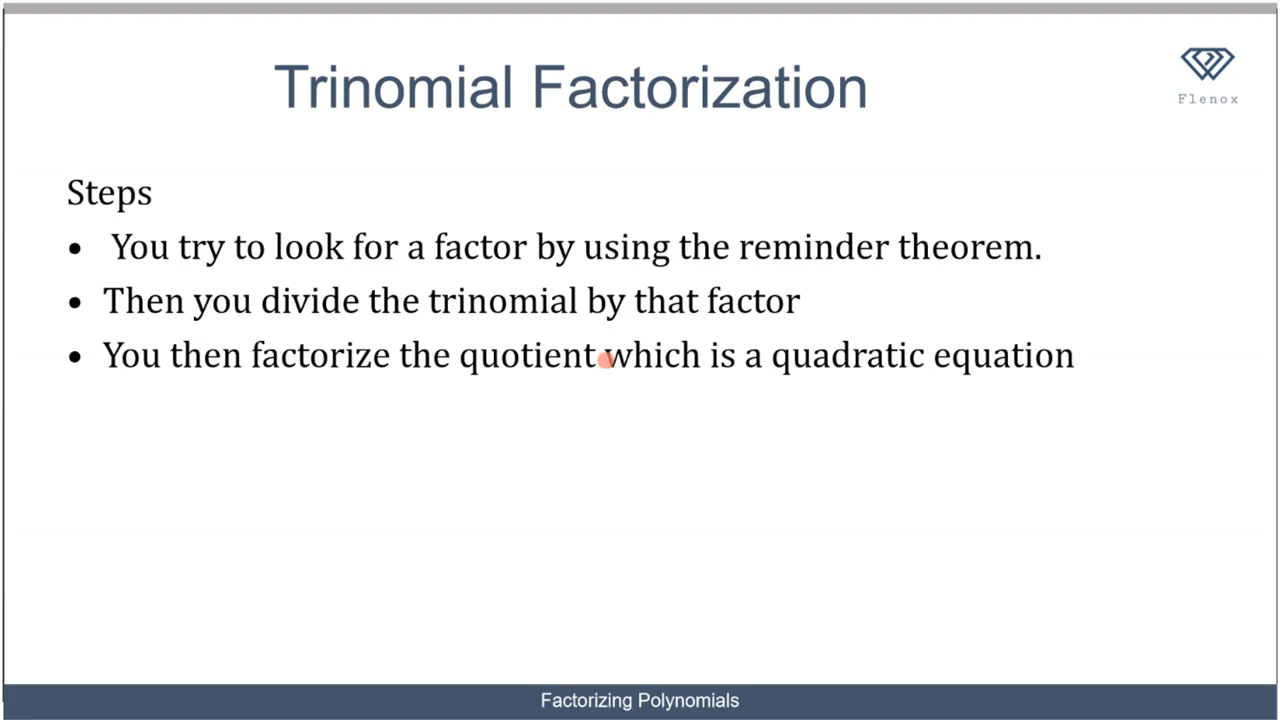 Trinomial Factorization
Flenox
Steps
• You try to look for a factor by using the reminder theorem.
• Then you divide the trinomial by that factor
• You then factorize the quotient which is a quadratic equation
Factorizing Polynomials